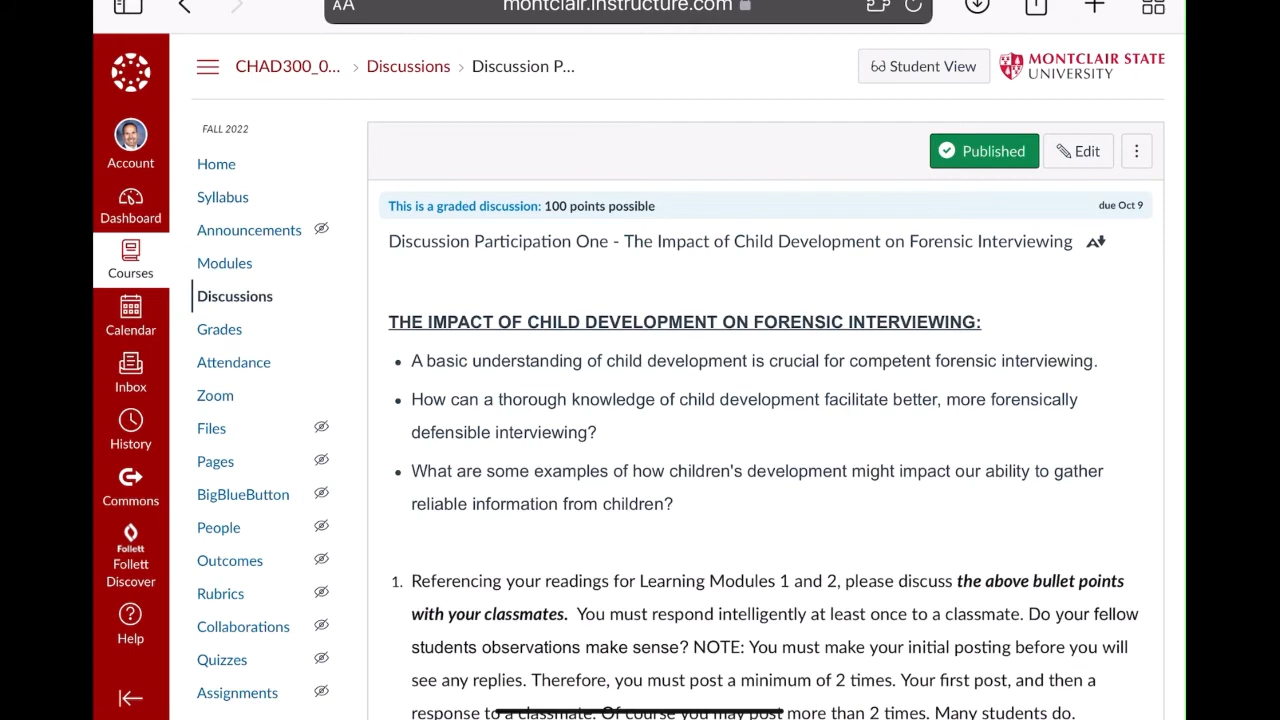 AA
montclair.instructure.com
CHAD300_0... > Discussions > Discussion P...
Student View
MONTCLAIR STATE
UNIVERSITY
Account
Dashboard
Courses
Calendar
Inbox
History
Commons
Follett
Follett
Discover
Help
FALL 2022
Home
Syllabus
Announcements
Modules
Discussions
Grades
Attendance
Zoom
Files
Pages
BigBlueButton
People
Outcomes
Rubrics
Collaborations
Quizzes
Assignments
Published
Edit
This is a graded discussion: 100 points possible
due Oct 9
Discussion Participation One - The Impact of Child Development on Forensic Interviewing
THE IMPACT OF CHILD DEVELOPMENT ON FORENSIC INTERVIEWING:
• A basic understanding of child development is crucial for competent forensic interviewing.
• How can a thorough knowledge of child development facilitate better, more forensically
defensible interviewing?
• What are some examples of how children's development might impact our ability to gather
reliable information from children?
1. Referencing your readings for Learning Modules 1 and 2, please discuss the above bullet points
with your classmates. You must respond intelligently at least once to a classmate. Do your fellow
students observations make sense? NOTE: You must make your initial posting before you will
see any replies. Therefore, you must post a minimum of 2 times. Your first post, and then a
response to a classmate. Of course you may post more than 2 times. Many students do.